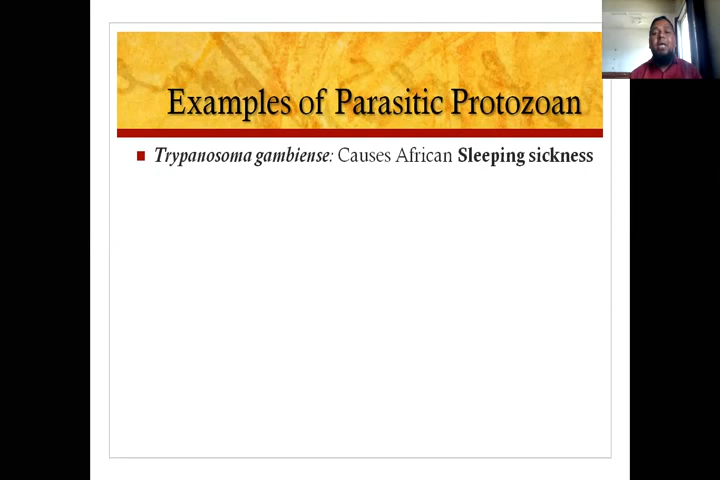 Examples of Parasitic Protozoan
Trypanosoma gambiense: Causes African Sleeping sickness